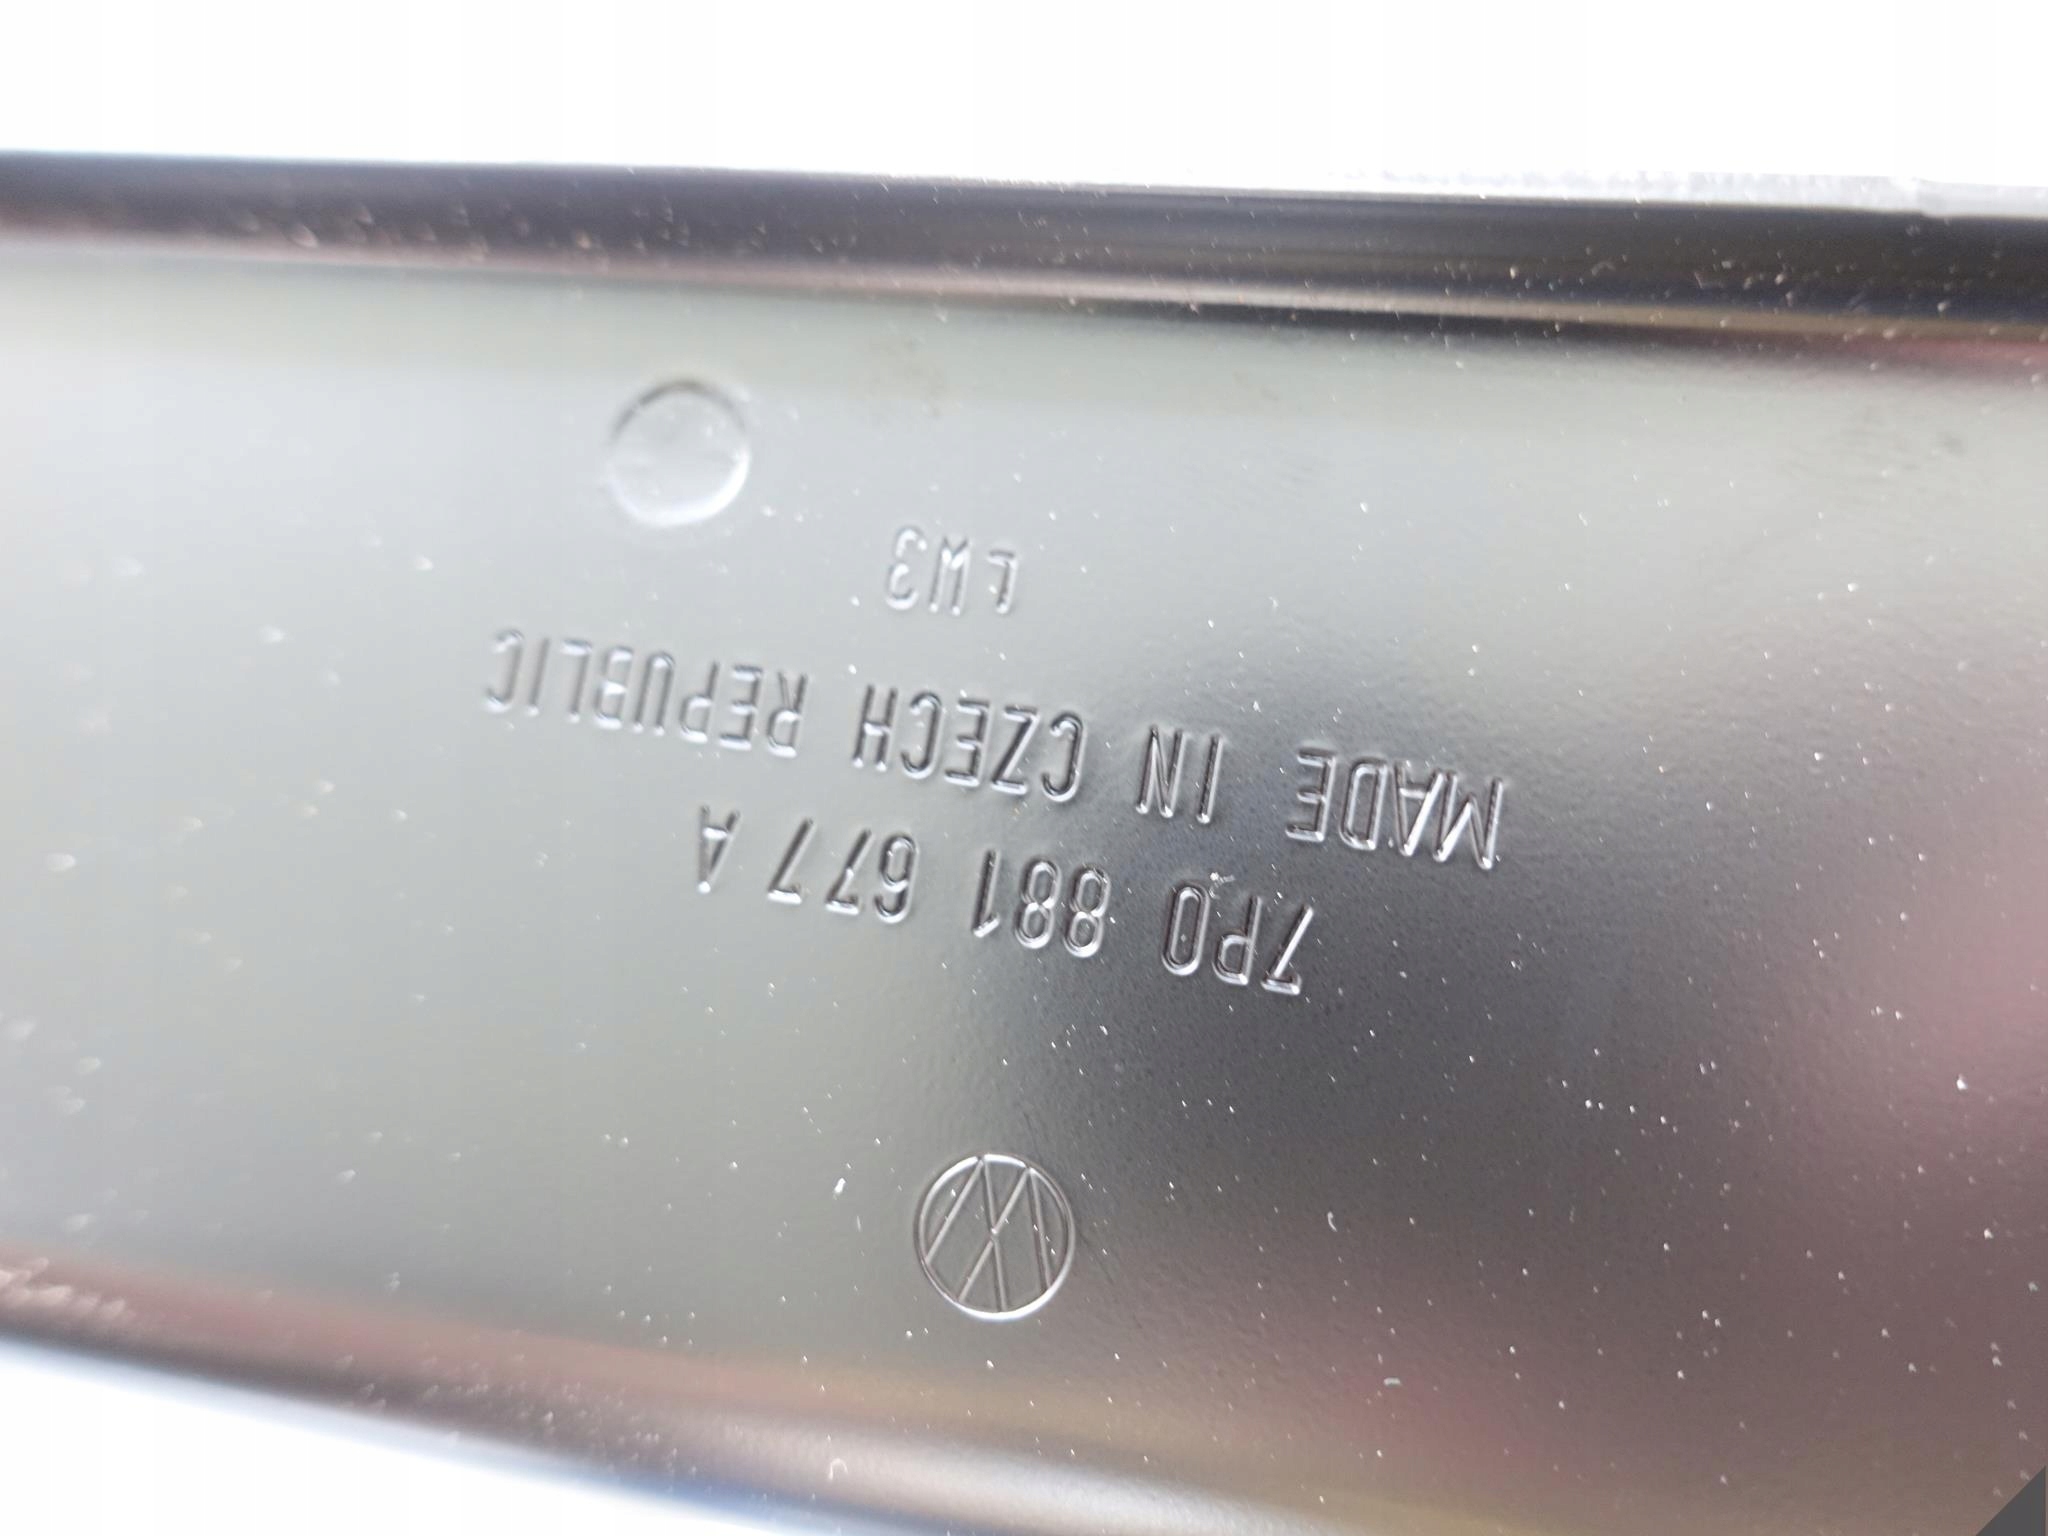 7P0 881 677 A
MADE IN CZECH REPUBLIC
LW3